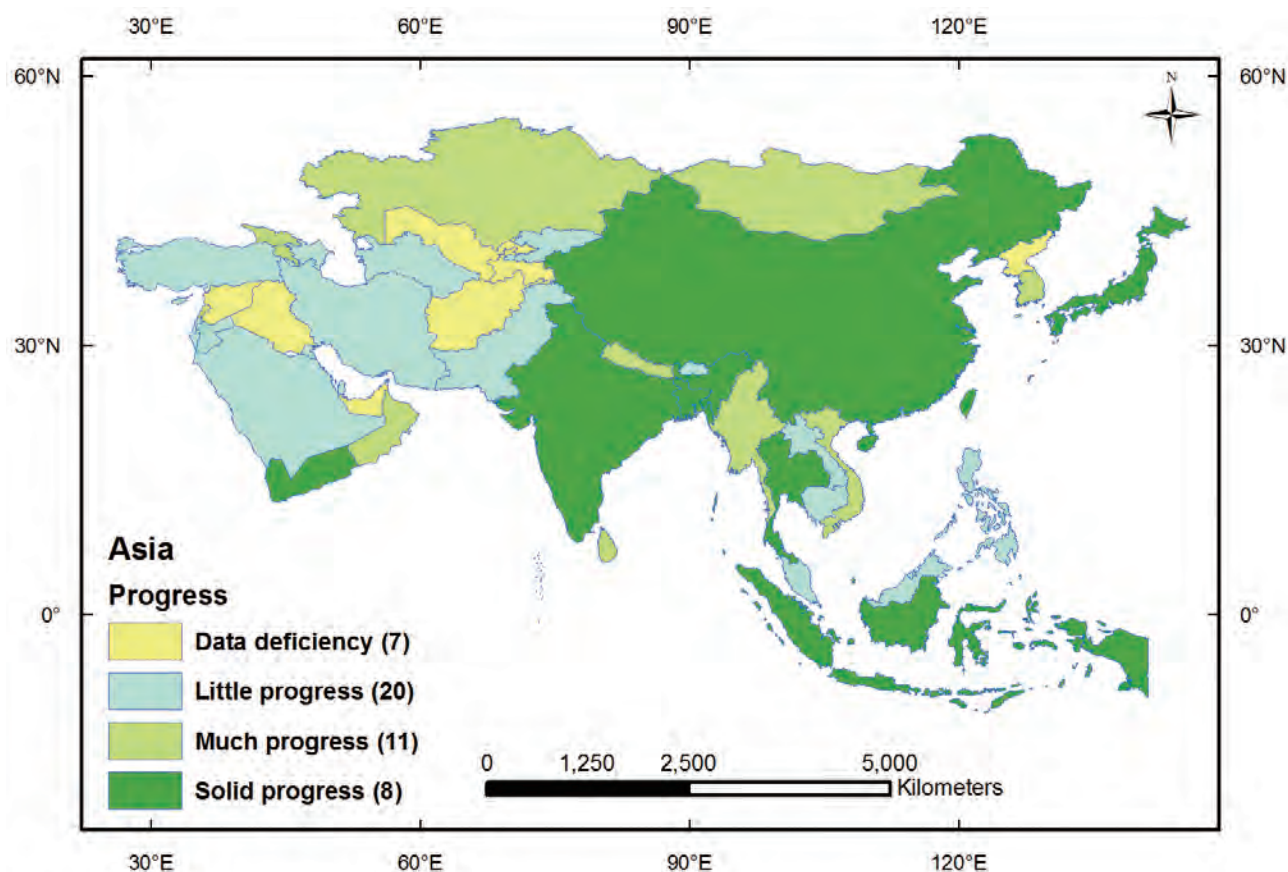 30°E 60°E 90°E 120°E
60°N 60°N
N
30°N 30°N
Asia
Progress
0° 0°
Data deficiency (7)
Little progress (20)
Much progress (11)
0 1,250 2,500 5,000
Kilometers
Solid progress (8)
30°E 60°E 90°E 120°E